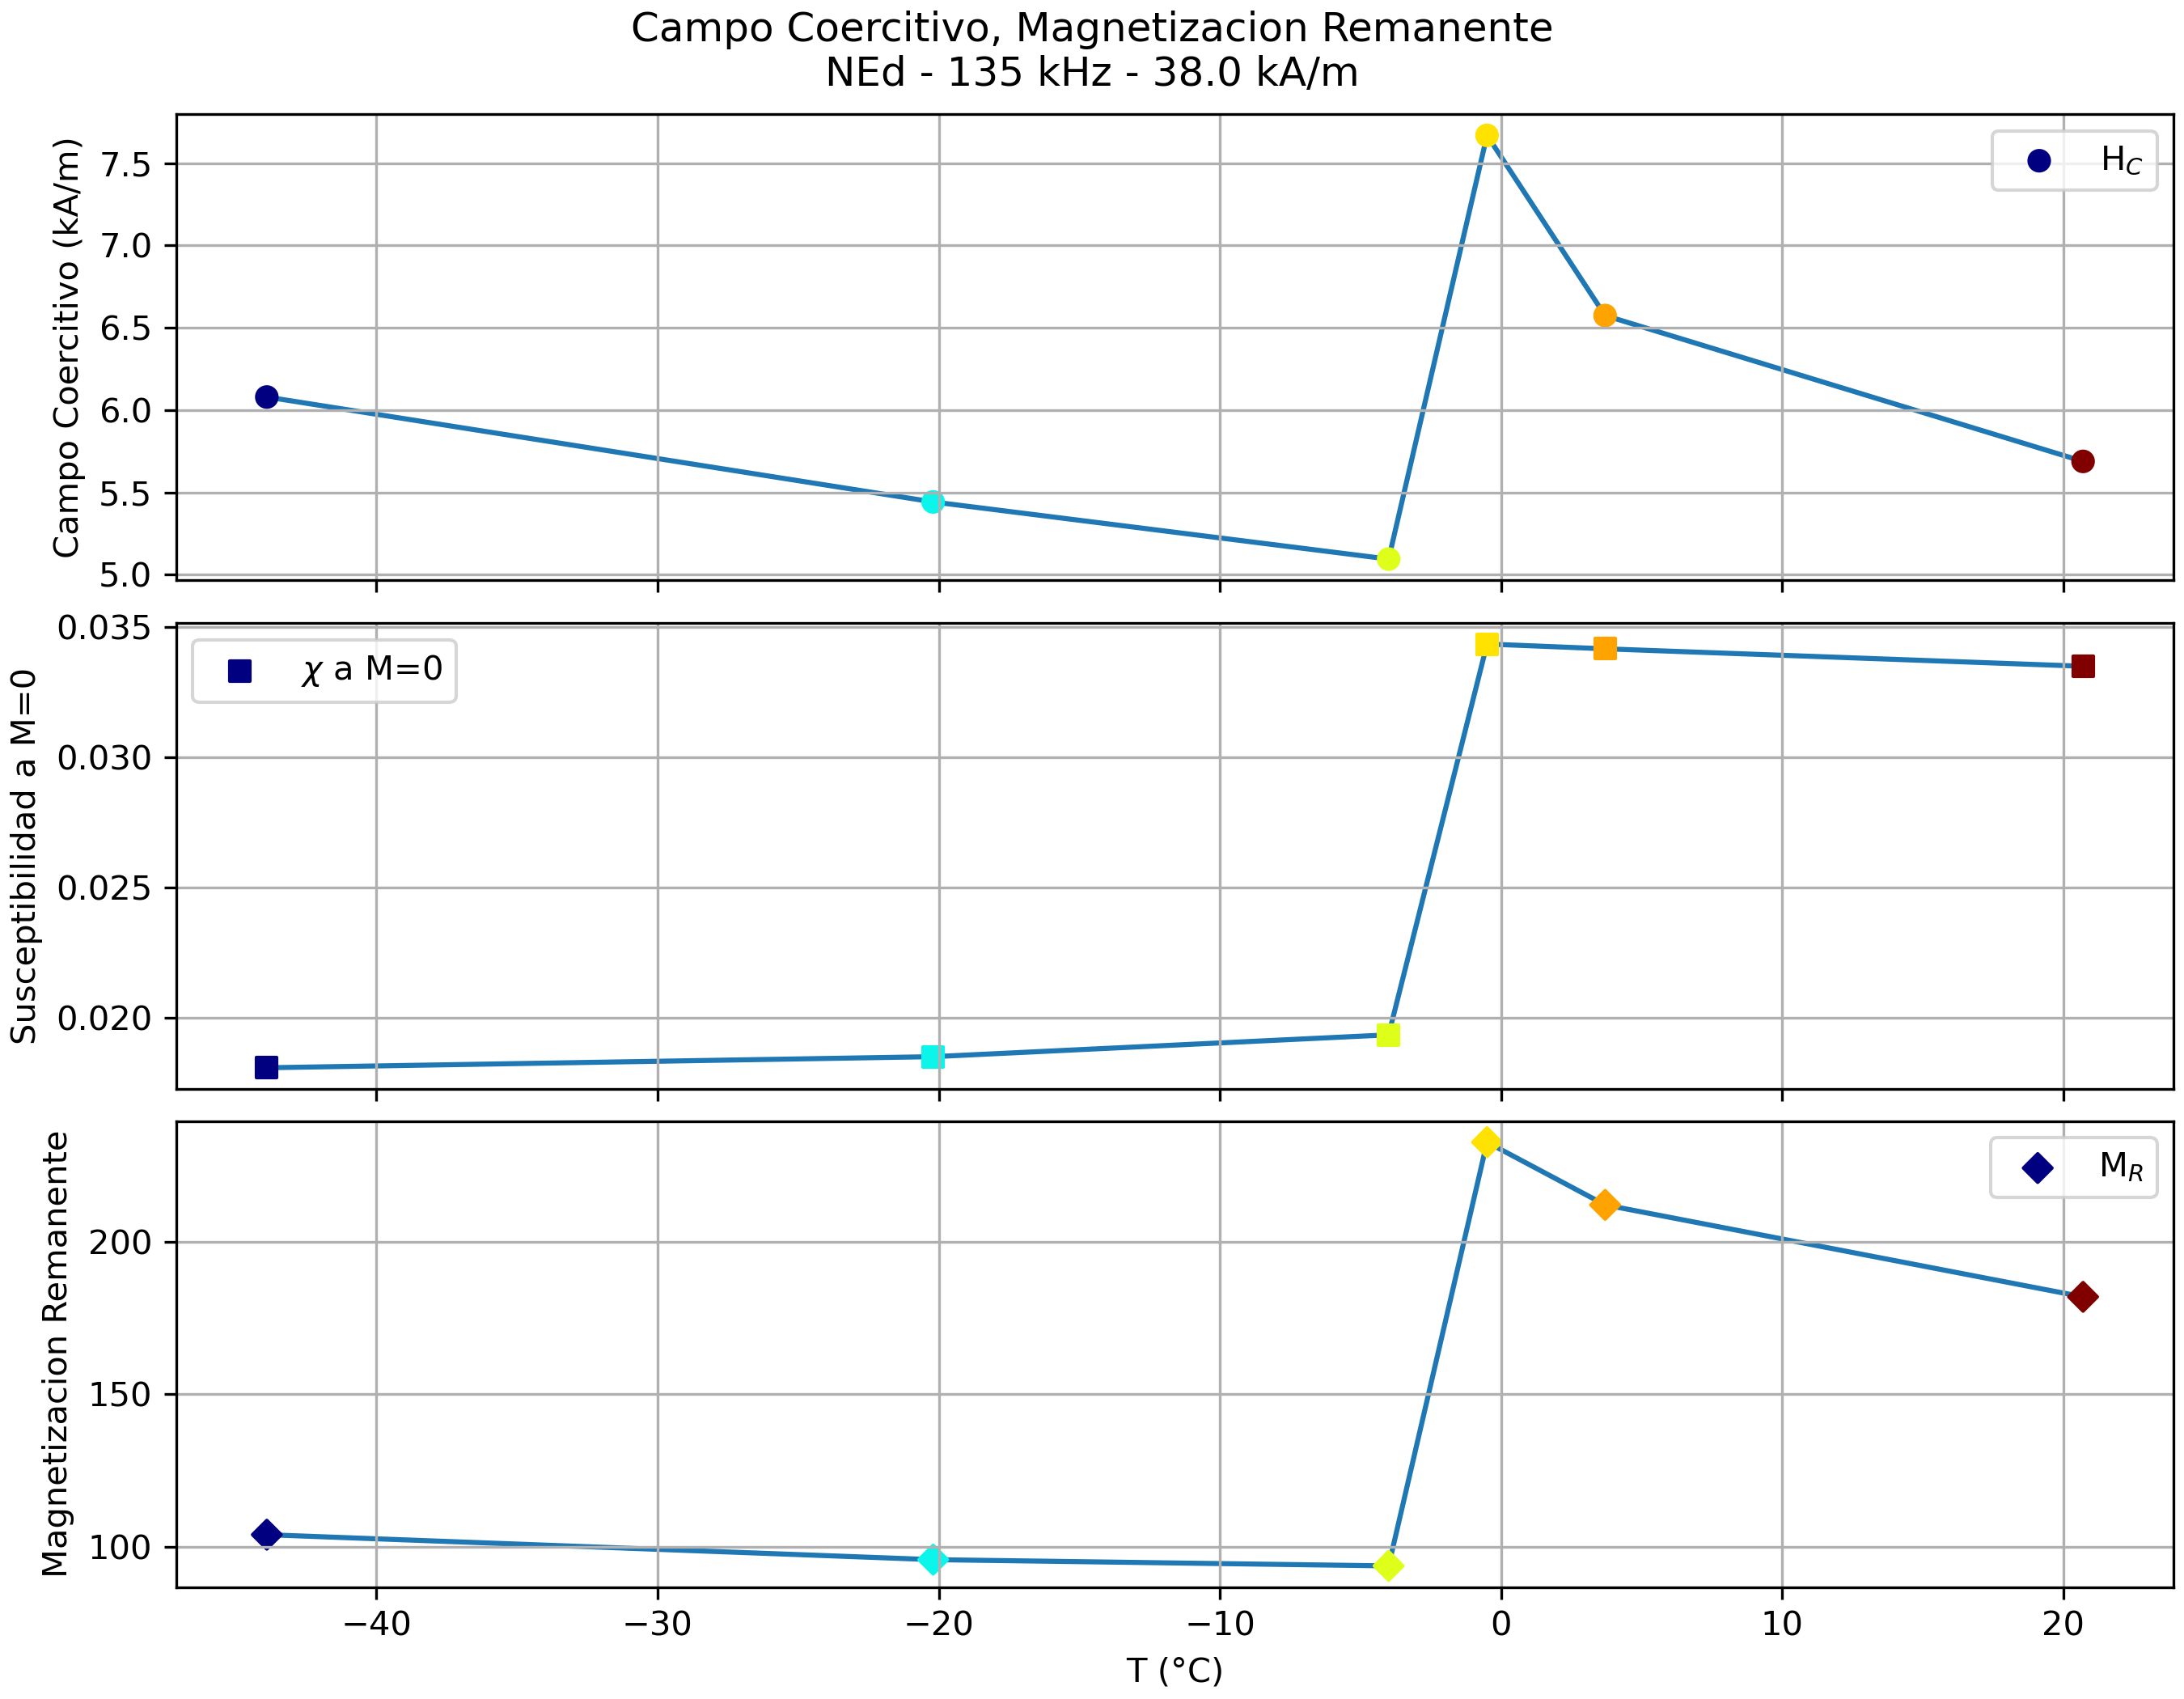 Campo Coercitivo, Magnetizacion Remanente
NEd - 135 kHz - 38.0 kA/m
Campo Coercitivo (kA/m)
7.5
7.0
6.5
6.0
5.5
5.0
H_C
Susceptibilidad a M=0
0.035
0.030
0.025
0.020
χ a M=0
Magnetizacion Remanente
200
150
100
M_R
−40 −30 −20 −10 0 10 20
T (°C)